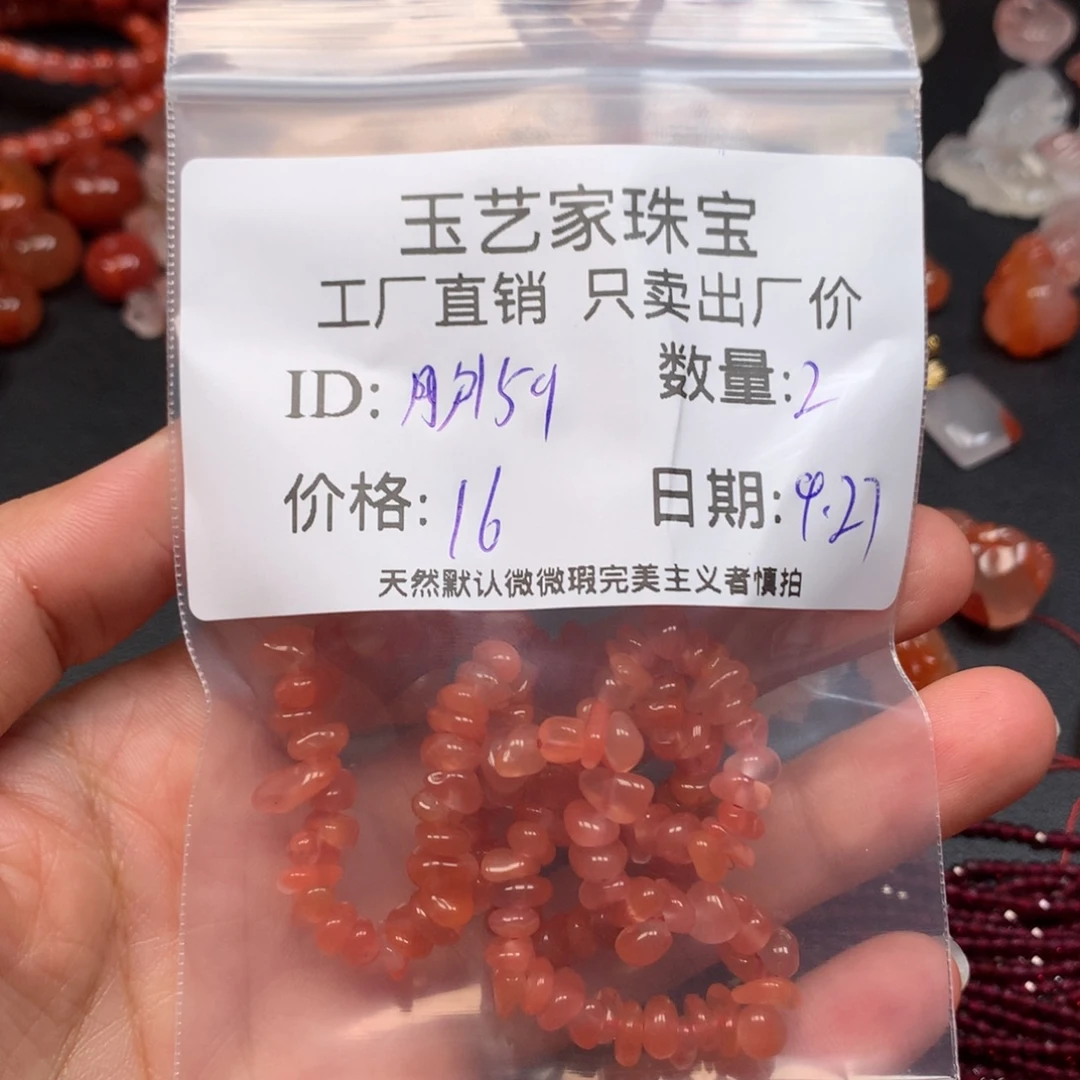 玉艺家珠宝
工厂直销 只卖出厂价
ID: 159 数量:2
价格:16 日期:9.27
天然默认微微瑕完美主义者慎拍